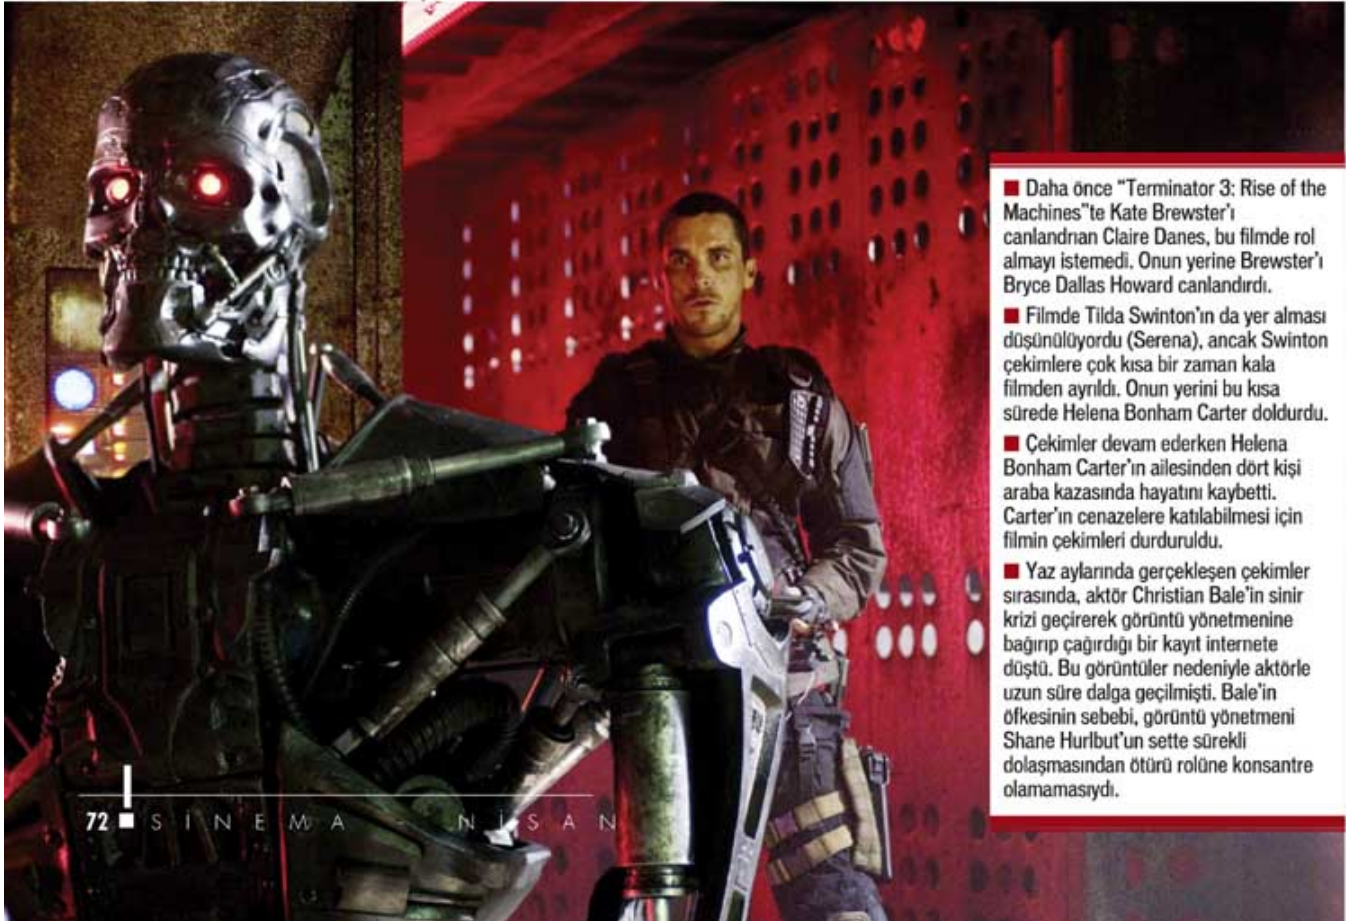 ■ Daha önce “Terminator 3: Rise of the
Machines”te Kate Brewster’ı
canlandrıan Claire Danes, bu filmde rol
almayı istemedi. Onun yerine Brewster’ı
Bryce Dallas Howard canlandırdı.
■ Filmde Tilda Swinton’ın da yer alması
düşünülüyordu (Serena), ancak Swinton
çekimlere çok kısa bir zaman kala
filmden ayrıldı. Onun yerini bu kısa
sürede Helena Bonham Carter doldurdu.
■ Çekimler devam ederken Helena
Bonham Carter’ın ailesinden dört kişi
araba kazasında hayatını kaybetti.
Carter’ın cenazelere katılabilmesi için
filmin çekimleri durduruldu.
■ Yaz aylarında gerçekleşen çekimler
sırasında, aktör Christian Bale’in sinir
krizi geçirerek görüntü yönetmenine
bağırıp çağırdığı bir kayıt internete
düştü. Bu görüntüler nedeniyle aktörle
uzun süre dalga geçilmişti. Bale’in
öfkesinin sebebi, görüntü yönetmeni
Shane Hurlbut’un sette sürekli
dolaşmasından ötürü rolüne konsantre
olamamasıydı.
72 SİNEMA - NİSAN